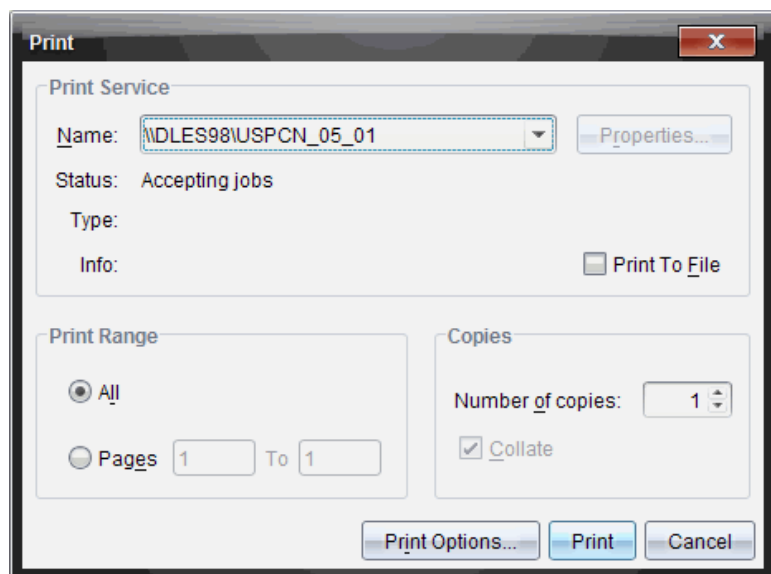 Print
Print Service
Name: \\DLES98\USPCN_05_01 Properties...
Status: Accepting jobs
Type:
Info: Print To File
Print Range
All
Pages 1 To 1
Copies
Number of copies: 1
Collate
Print Options... Print Cancel